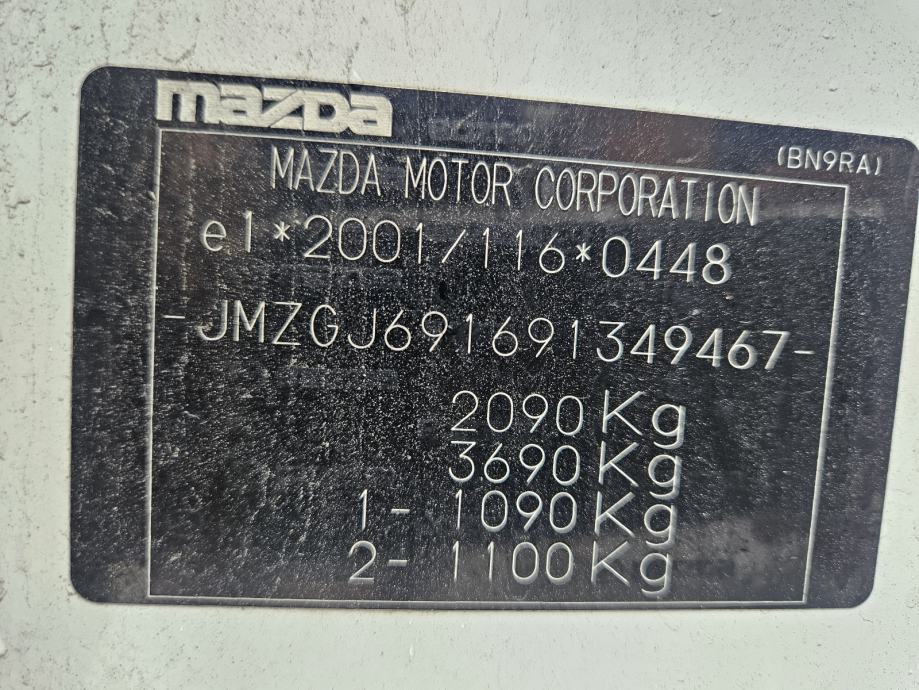 mazda
(BN9RA)
MAZDA MOTOR CORPORATION
e1*2001/116*0448
-JMZGJ691691349467-
2090Kg
3690Kg
1- 1090Kg
2- 1100Kg